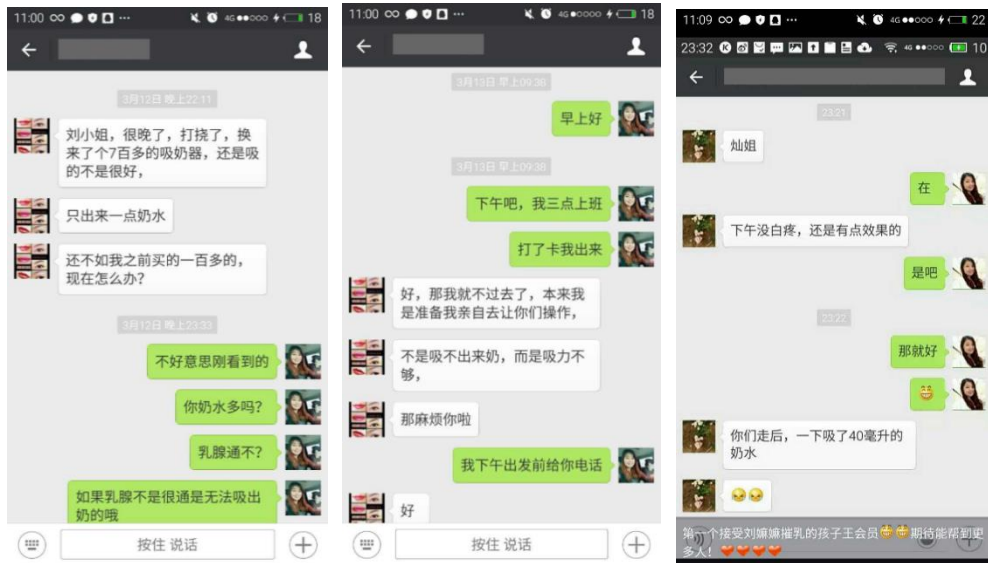 11:00
4G
18
3月12日 晚上22:11
刘小姐，很晚了，打挠了，换
来了个7百多的吸奶器，还是吸
的不是很好，
只出来一点奶水
还不如我之前买的一百多的，
现在怎么办？
3月12日 晚上23:33
不好意思刚看到的
你奶水多吗？
乳腺通不？
如果乳腺不是很通是无法吸出
奶的哦
按住 说话
11:00
4G
18
3月13日 早上09:38
早上好
3月13日 早上09:38
下午吧，我三点上班
打了卡我出来
好，那我就不过去了，本来我
是准备我亲自去让你们操作，
不是吸不出来奶，而是吸力不
够，
那麻烦你啦
我下午出发前给你电话
好
按住 说话
11:09
4G
22
23:32
4G
10
23:21
灿姐
在
下午没白疼，还是有点效果的
是吧
23:22
那就好
你们走后，一下吸了40毫升的
奶水
第一个接受刘嫲嫲催乳的孩子王会员
期待能帮到更
多人！